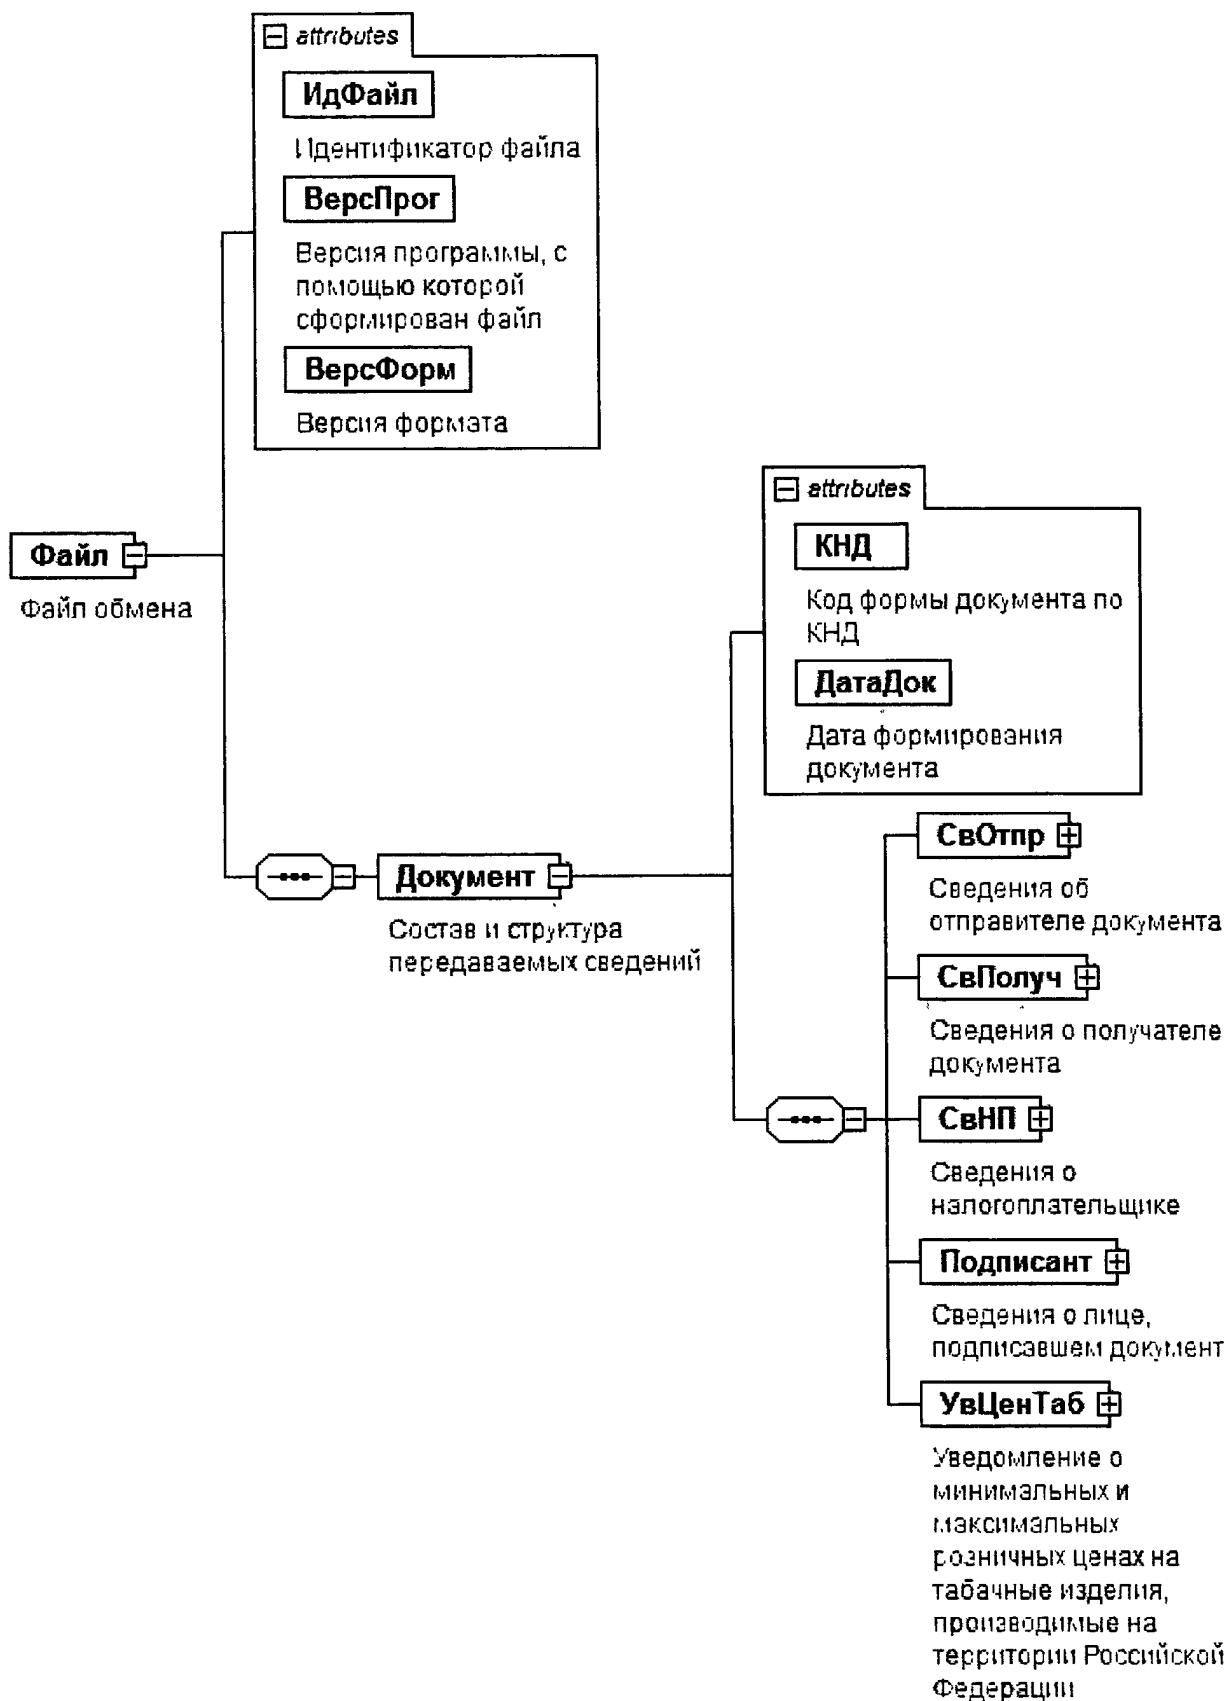 attributes
ИдФайл
Идентификатор файла
ВерсПрог
Версия программы, с
помощью которой
сформирован файл
ВерсФорм
Версия формата
Файл
Файл обмена
attributes
КНД
Код формы документа по
КНД
ДатаДок
Дата формирования
документа
Документ
Состав и структура
передаваемых сведений
СвОтпр
Сведения об
отправителе документа
СвПолуч
Сведения о получателе
документа
СвНП
Сведения о
налогоплательщике
Подписант
Сведения о лице,
подписавшем документ
УвЦенТаб
Уведомление о
минимальных и
максимальных
розничных ценах на
табачные изделия,
производимые на
территории Российской
Федерации